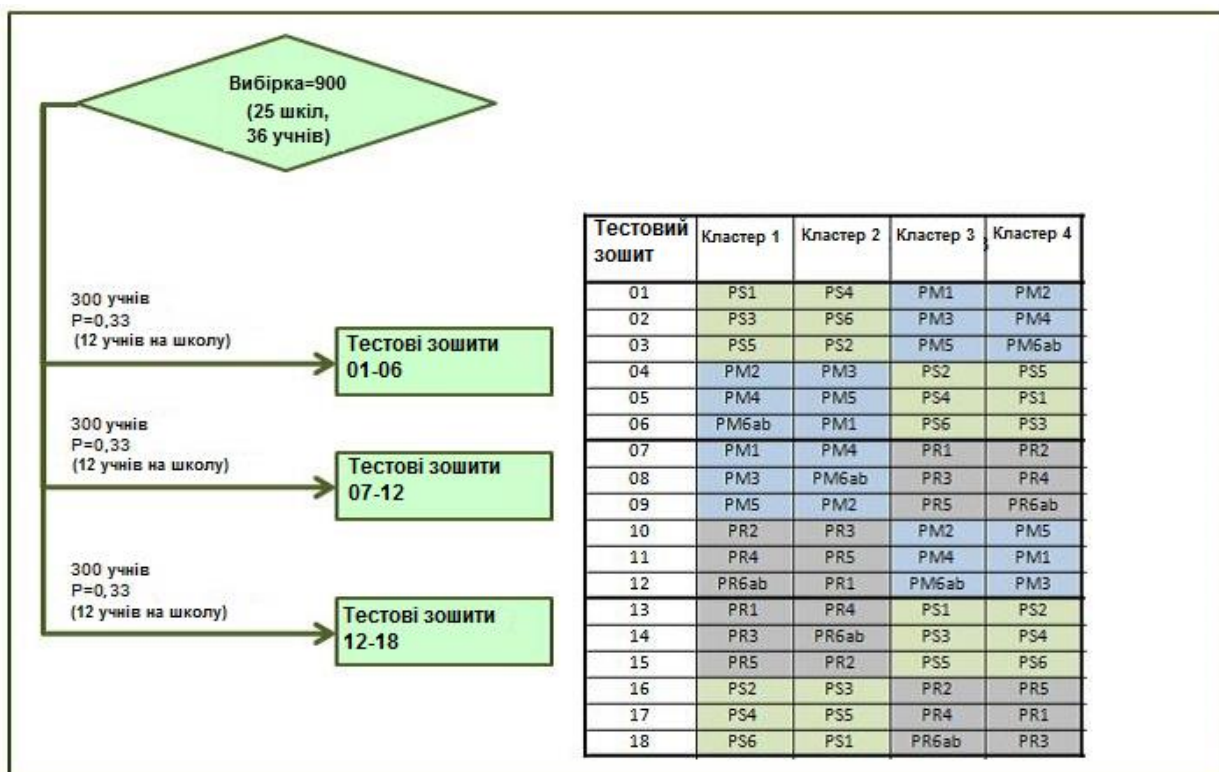 Вибірка=900
(25 шкіл,
36 учнів)
300 учнів
P=0,33
(12 учнів на школу)
Тестові зошити
01-06
300 учнів
P=0,33
(12 учнів на школу)
Тестові зошити
07-12
300 учнів
P=0,33
(12 учнів на школу)
Тестові зошити
12-18
Тестовий зошит Кластер 1 Кластер 2 Кластер 3 Кластер 4
01 PS1 PS4 PM1 PM2
02 PS3 PS6 PM3 PM4
03 PS5 PS2 PM5 PM6ab
04 PM2 PM3 PS2 PS5
05 PM4 PM5 PS4 PS1
06 PM6ab PM1 PS6 PS3
07 PM1 PM4 PR1 PR2
08 PM3 PM6ab PR3 PR4
09 PM5 PM2 PR5 PR6ab
10 PR2 PR3 PM2 PM5
11 PR4 PR5 PM4 PM1
12 PR6ab PR1 PM6ab PM3
13 PR1 PR4 PS1 PS2
14 PR3 PR6ab PS3 PS4
15 PR5 PR2 PS5 PS6
16 PS2 PS3 PR2 PR5
17 PS4 PS5 PR4 PR1
18 PS6 PS1 PR6ab PR3